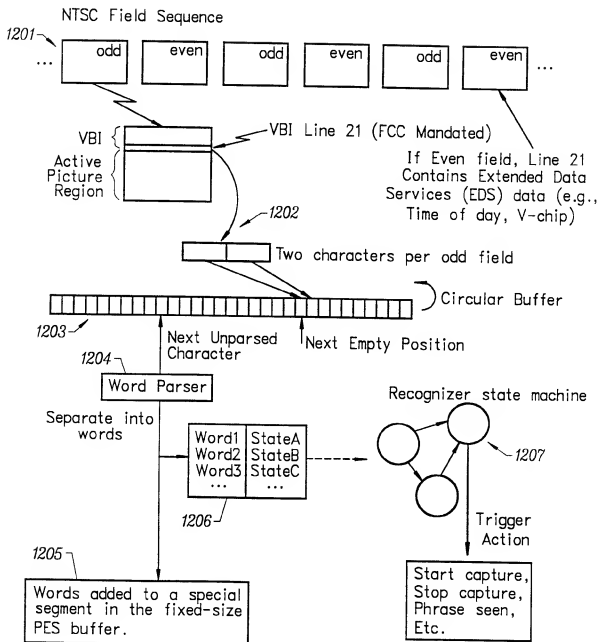 NTSC Field Sequence
1201
... odd even odd even odd even ...
VBI
VBI Line 21 (FCC Mandated)
Active
Picture
Region
If Even field, Line 21
Contains Extended Data
Services (EDS) data (e.g.,
Time of day, V-chip)
1202
Two characters per odd field
Circular Buffer
1203
Next Unparsed
Character
Next Empty Position
1204
Word Parser
Separate into
words
Recognizer state machine
Word1 StateA
Word2 StateB
Word3 StateC
... ...
1206
1207
Trigger
Action
1205
Words added to a special
segment in the fixed-size
PES buffer.
Start capture,
Stop capture,
Phrase seen,
Etc.